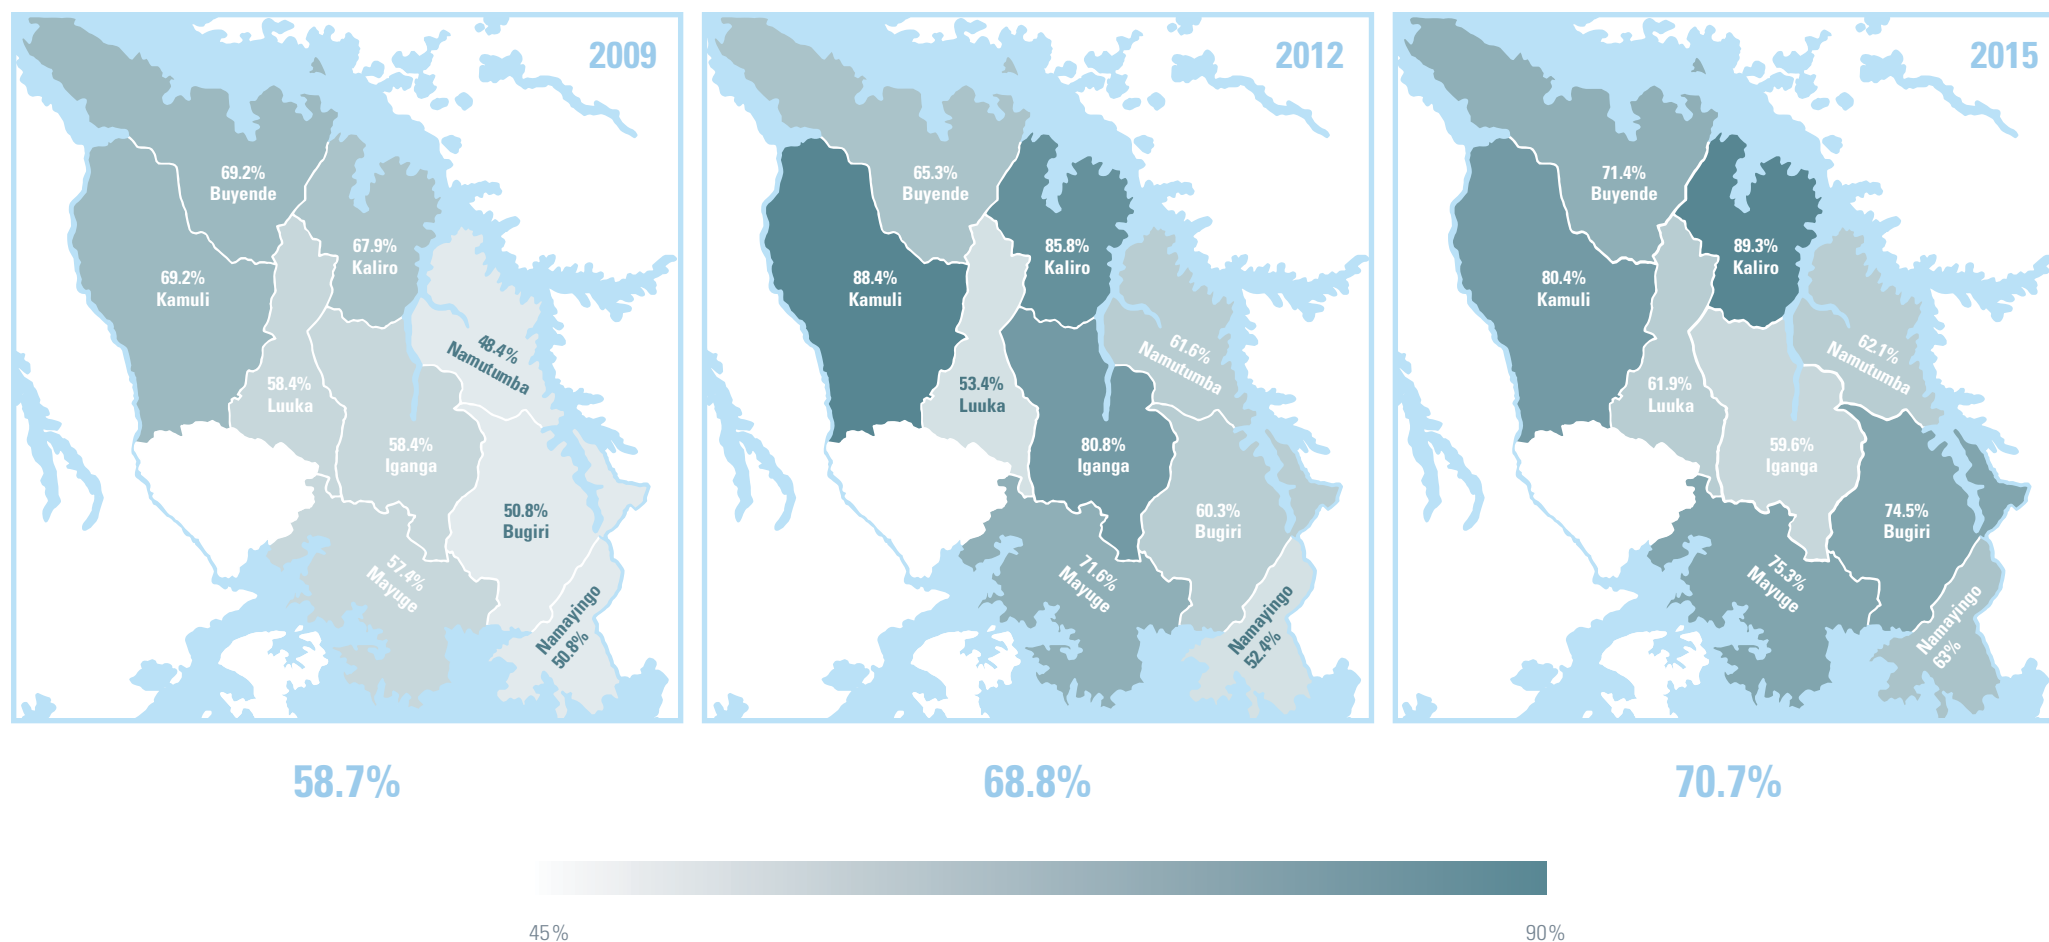 2009
69.2%
Buyende
67.9%
Kaliro
69.2%
Kamuli
48.4%
Namutumba
58.4%
Luuka
58.4%
Iganga
50.8%
Bugiri
57.4%
Mayuge
Namayingo
50.8%
58.7%
2012
65.3%
Buyende
85.8%
Kaliro
88.4%
Kamuli
61.6%
Namutumba
53.4%
Luuka
80.8%
Iganga
60.3%
Bugiri
71.6%
Mayuge
Namayingo
52.4%
68.8%
2015
71.4%
Buyende
89.3%
Kaliro
80.4%
Kamuli
62.1%
Namutumba
61.9%
Luuka
59.6%
Iganga
74.5%
Bugiri
75.3%
Mayuge
Namayingo
63%
70.7%
45%
90%